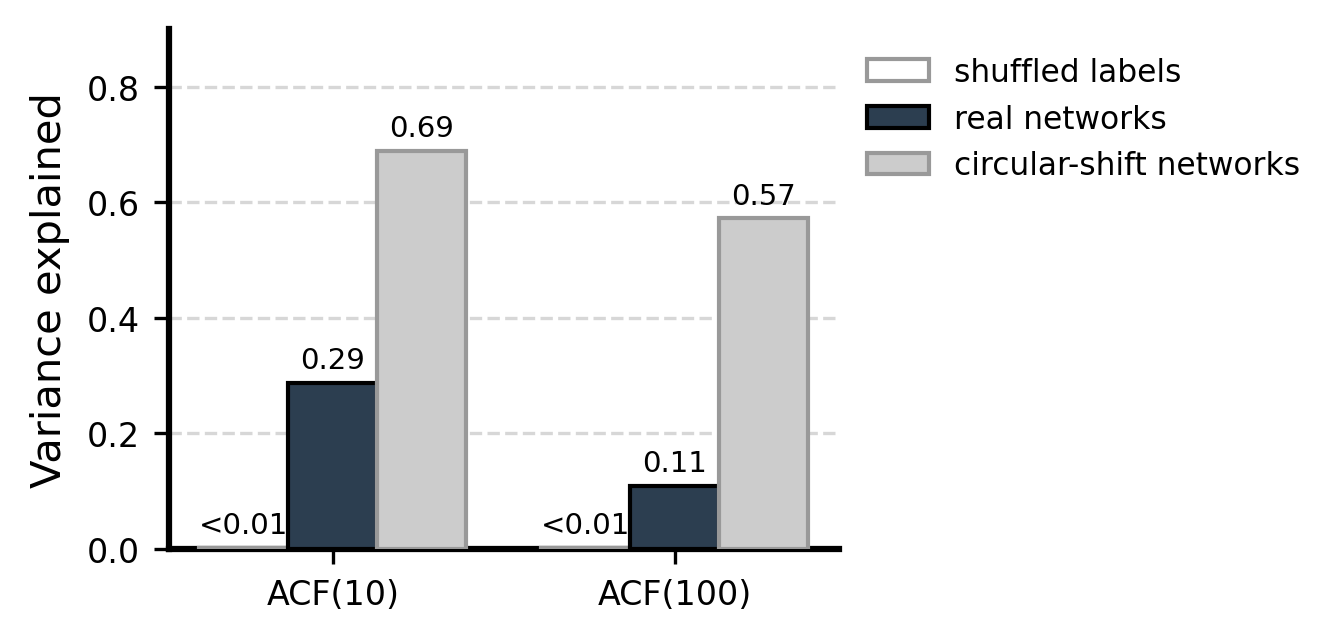 Variance explained
0.8
0.6
0.4
0.2
0.0
0.69
0.57
0.29
0.11
<0.01
<0.01
ACF(10)
ACF(100)
shuffled labels
real networks
circular-shift networks